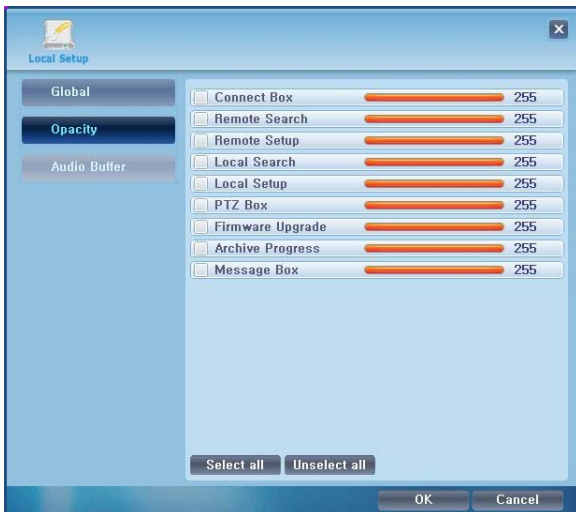 Local Setup
Global
Opacity
Audio Buffer
Connect Box 255
Remote Search 255
Remote Setup 255
Local Search 255
Local Setup 255
PTZ Box 255
Firmware Upgrade 255
Archive Progress 255
Message Box 255
Select all Unselect all
OK Cancel